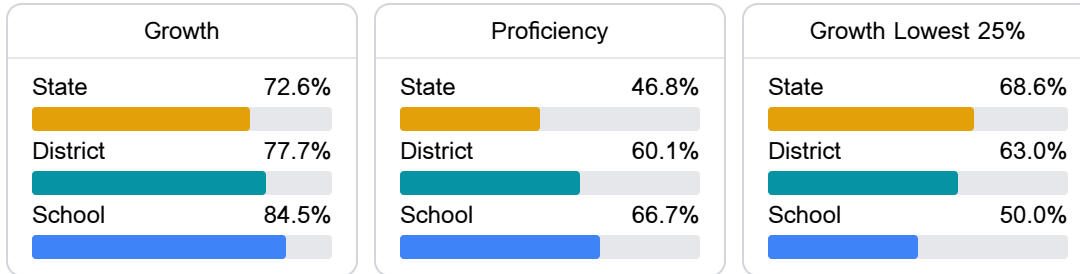 Growth
State 72.6%
District 77.7%
School 84.5%
Proficiency
State 46.8%
District 60.1%
School 66.7%
Growth Lowest 25%
State 68.6%
District 63.0%
School 50.0%